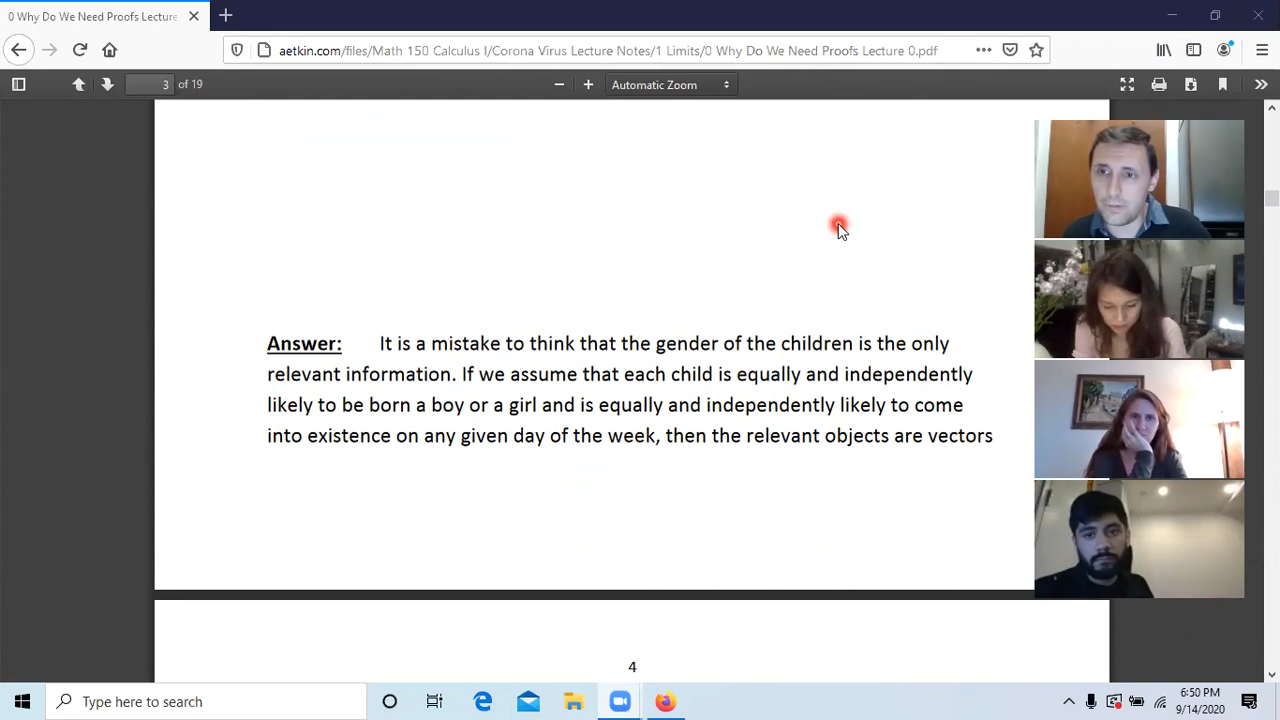 0 Why Do We Need Proofs Lecture
aetkin.com/files/Math 150 Calculus I/Corona Virus Lecture Notes/1 Limits/0 Why Do We Need Proofs Lecture 0.pdf
3 of 19
Automatic Zoom
Answer: It is a mistake to think that the gender of the children is the only
relevant information. If we assume that each child is equally and independently
likely to be born a boy or a girl and is equally and independently likely to come
into existence on any given day of the week, then the relevant objects are vectors
4
Type here to search
6:50 PM
9/14/2020